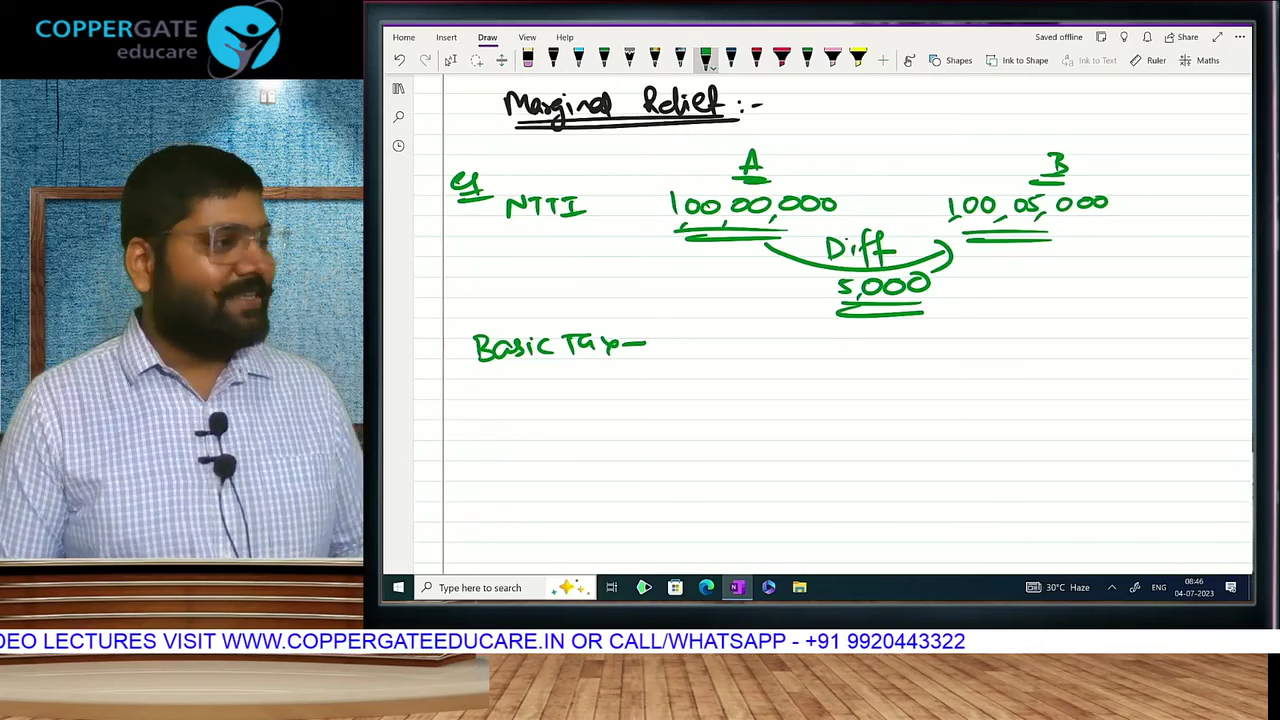 COPPERGATE
educare
Home Insert Draw View Help
Saved offline
Share
Shapes
Ink to Shape
Ink to Text
Ruler
Maths
Marginal Relief :-
eg
A B
NTTI 100,00,000 100,05,000
Diff
5,000
Basic Tax -
Type here to search
30°C Haze
ENG
08:46
04-07-2023
DEO LECTURES VISIT WWW.COPPERGATEEDUCARE.IN OR CALL/WHATSAPP - +91 9920443322